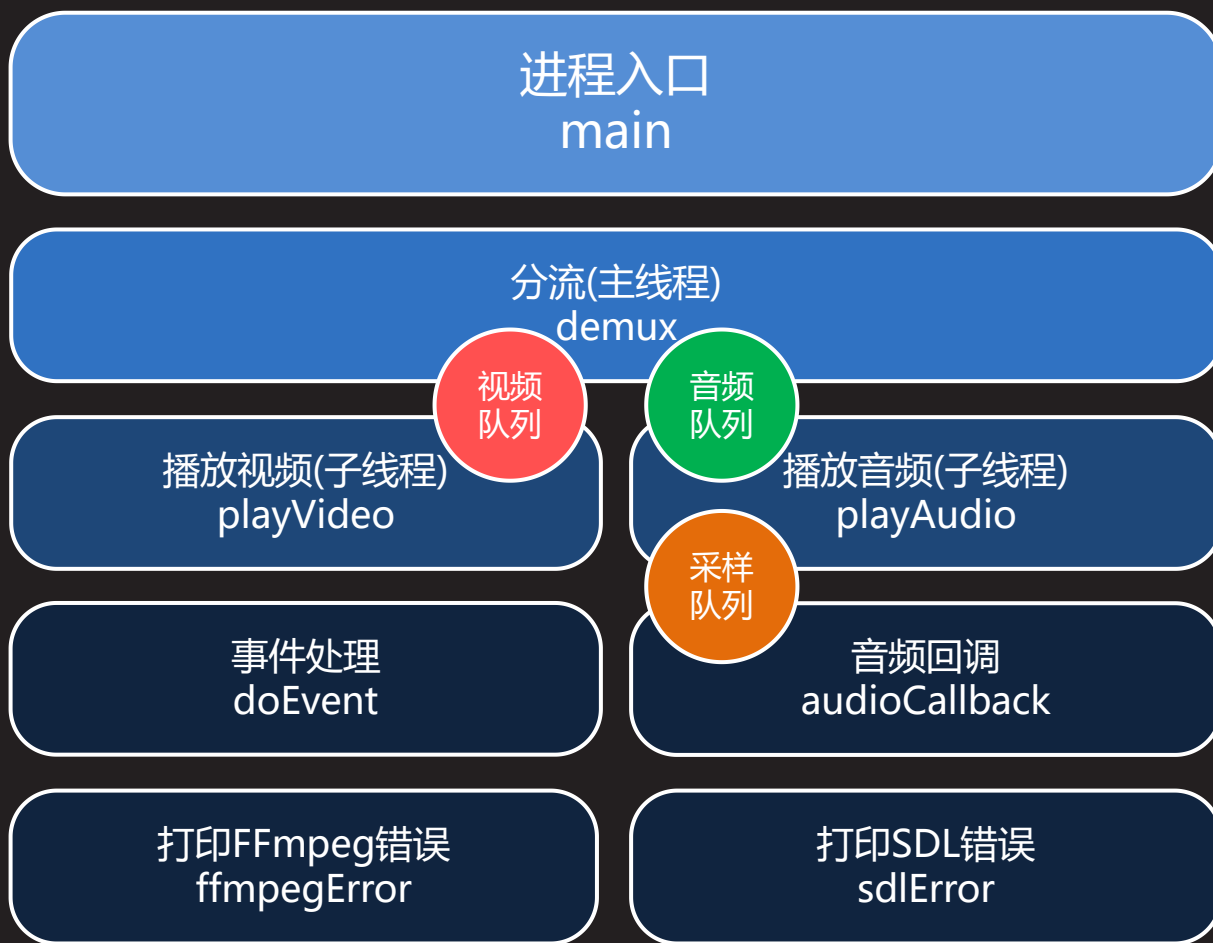 进程入口
main
分流(主线程)
demux
视频
队列
音频
队列
播放视频(子线程)
playVideo
播放音频(子线程)
playAudio
采样
队列
事件处理
doEvent
音频回调
audioCallback
打印FFmpeg错误
ffmpegError
打印SDL错误
sdlError